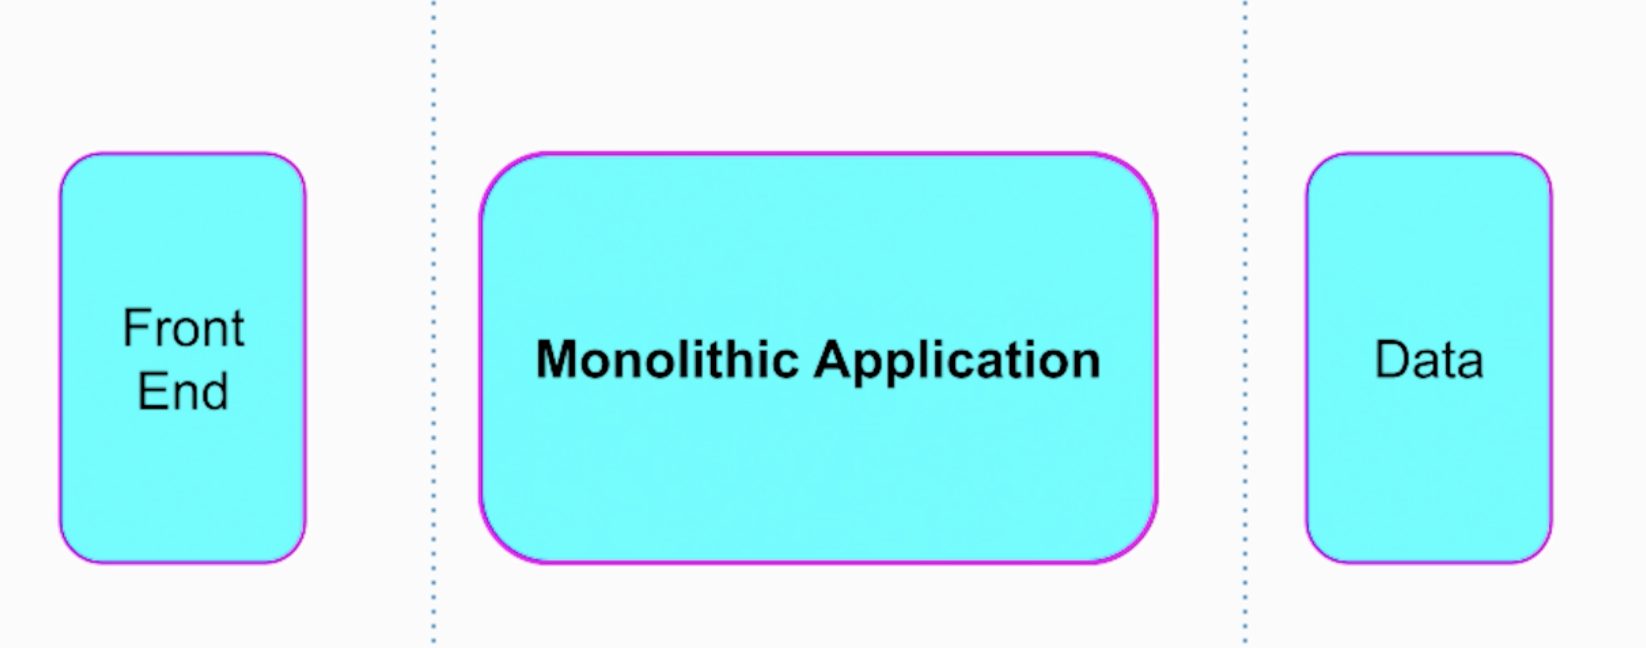 Front
End
Monolithic Application
Data